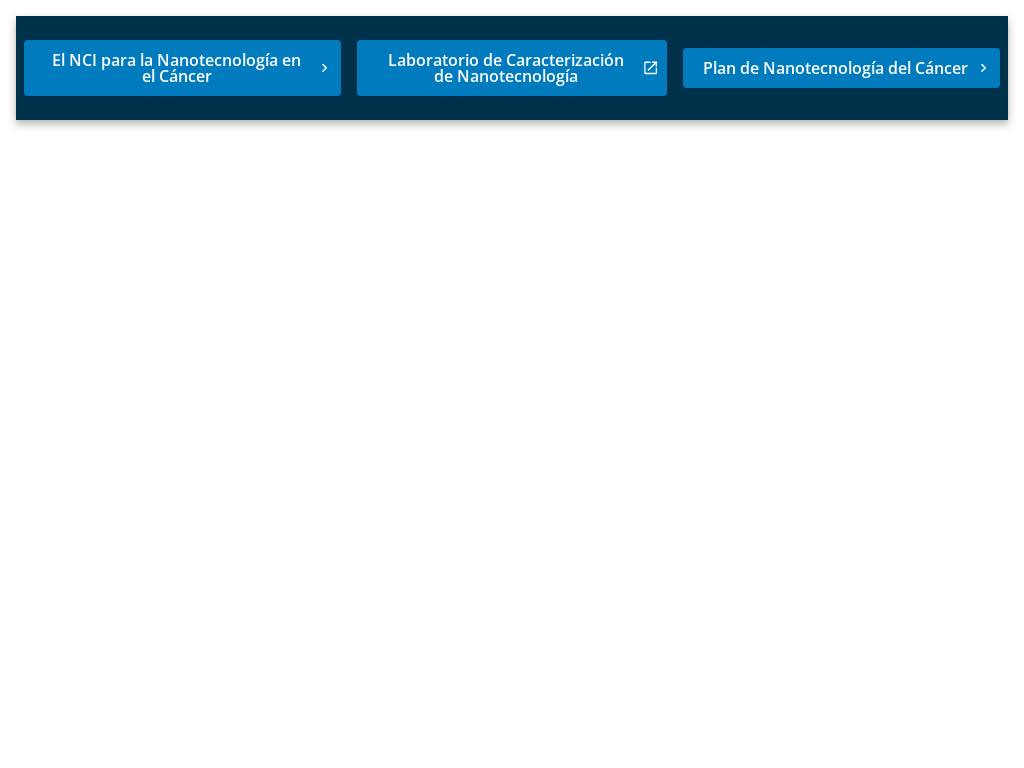 El NCI para la Nanotecnología en
el Cáncer
Laboratorio de Caracterización
de Nanotecnología
Plan de Nanotecnología del Cáncer